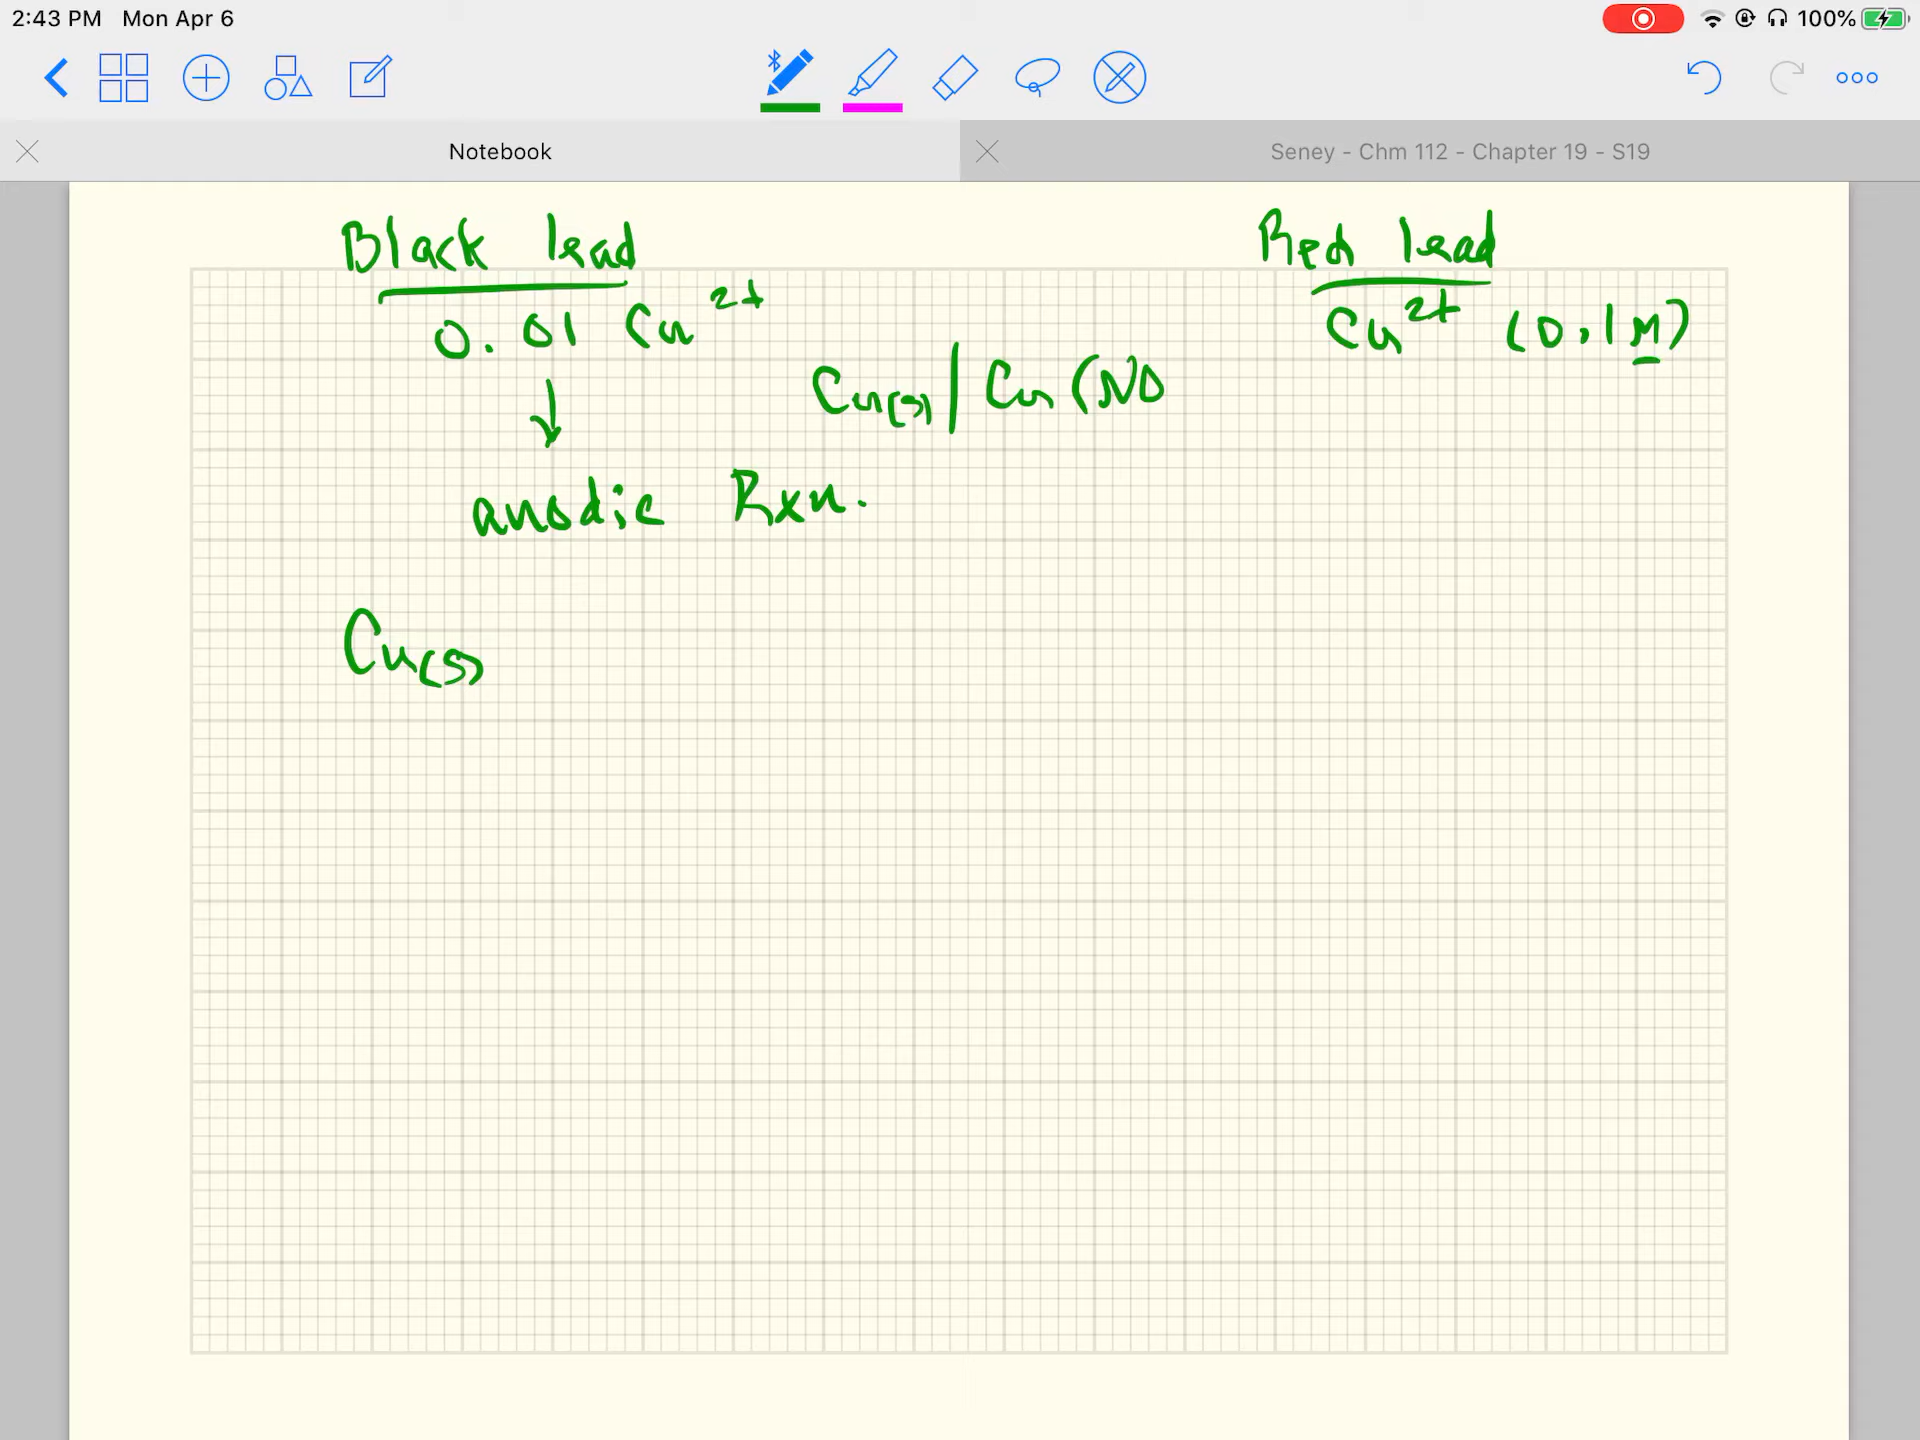 2:43 PM Mon Apr 6 100%
Notebook Seney - Chm 112 - Chapter 19 - S19
Black lead
0.01 Cu²⁺
anodic Rxn.
Cu(s)
Cu(s) | Cu(NO
Red lead
Cu²⁺ (0.1M)